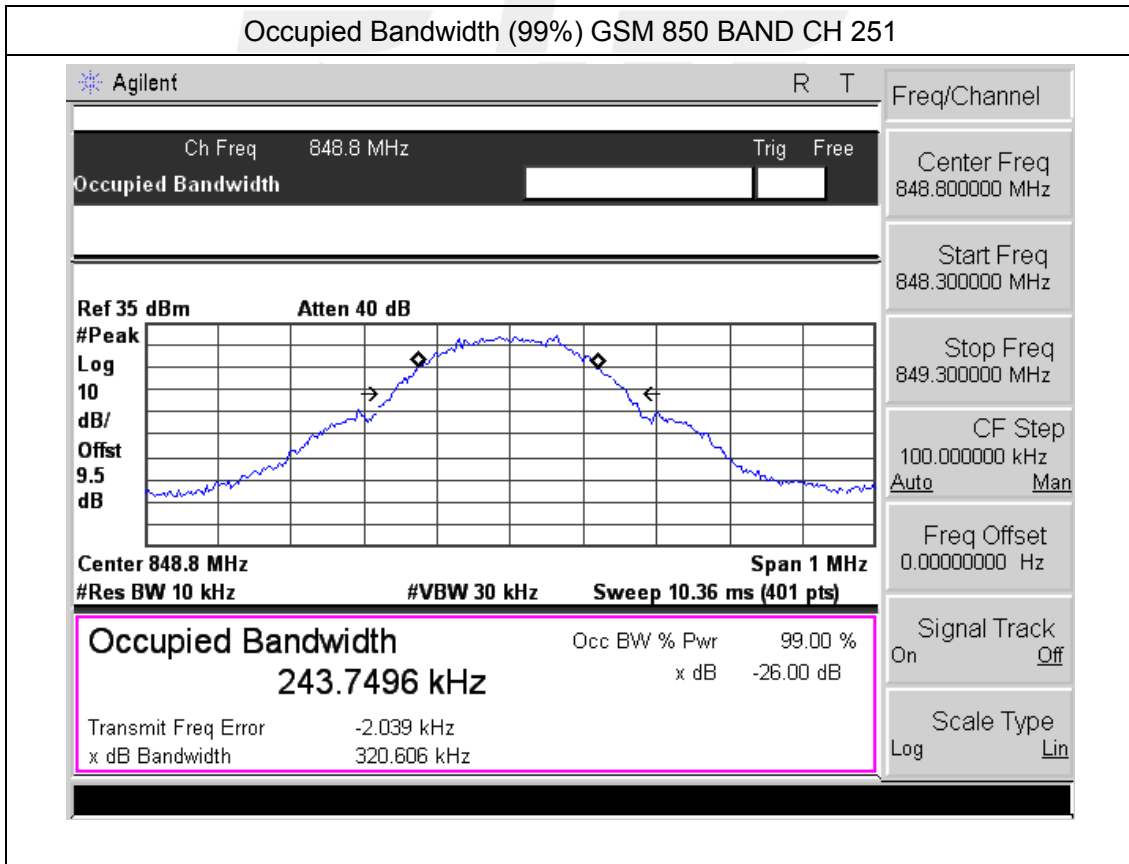 Occupied Bandwidth (99%) GSM 850 BAND CH 251
Agilent R T
Freq/Channel
Ch Freq 848.8 MHz Trig Free
Occupied Bandwidth
Center Freq
848.800000 MHz
Start Freq
848.300000 MHz
Stop Freq
849.300000 MHz
CF Step
100.000000 kHz
Auto Man
Freq Offset
0.00000000 Hz
Signal Track
On Off
Scale Type
Log Lin
Ref 35 dBm Atten 40 dB
#Peak
Log
10
dB/
Offst
9.5
dB
Center 848.8 MHz Span 1 MHz
#Res BW 10 kHz #VBW 30 kHz Sweep 10.36 ms (401 pts)
Occupied Bandwidth Occ BW % Pwr 99.00 %
243.7496 kHz x dB -26.00 dB
Transmit Freq Error -2.039 kHz
x dB Bandwidth 320.606 kHz